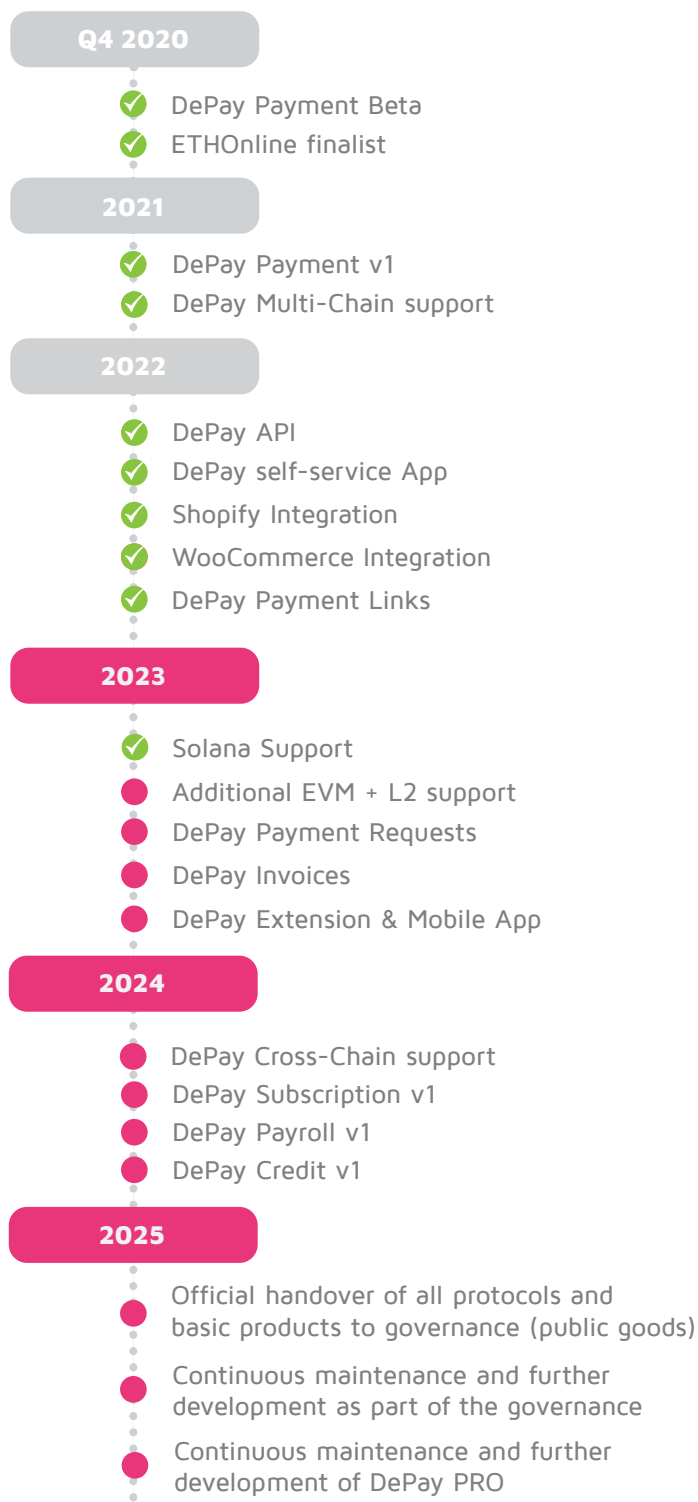 Q4 2020
DePay Payment Beta
ETHOnline finalist
2021
DePay Payment v1
DePay Multi-Chain support
2022
DePay API
DePay self-service App
Shopify Integration
WooCommerce Integration
DePay Payment Links
2023
Solana Support
Additional EVM + L2 support
DePay Payment Requests
DePay Invoices
DePay Extension & Mobile App
2024
DePay Cross-Chain support
DePay Subscription v1
DePay Payroll v1
DePay Credit v1
2025
Official handover of all protocols and
basic products to governance (public goods)
Continuous maintenance and further
development as part of the governance
Continuous maintenance and further
development of DePay PRO